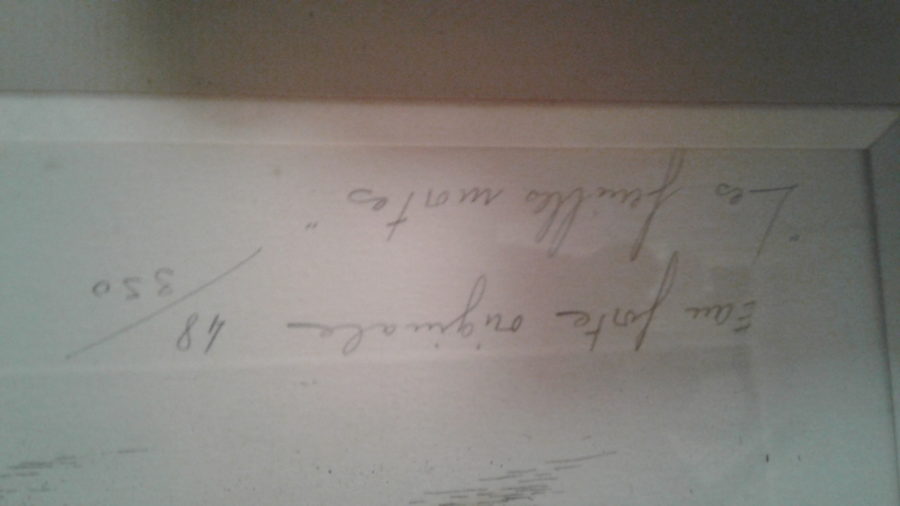 Eau forte originale - 48/350
"Les feuilles mortes"